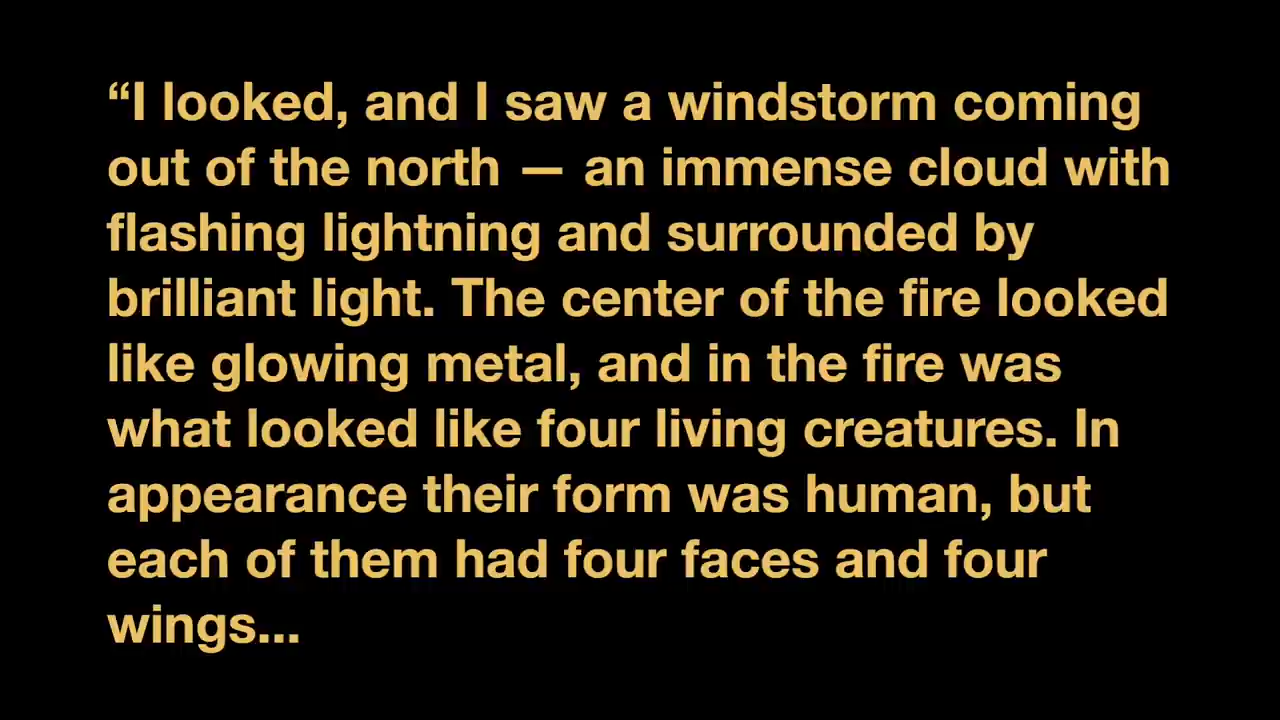 “I looked, and I saw a windstorm coming
out of the north — an immense cloud with
flashing lightning and surrounded by
brilliant light. The center of the fire looked
like glowing metal, and in the fire was
what looked like four living creatures. In
appearance their form was human, but
each of them had four faces and four
wings...